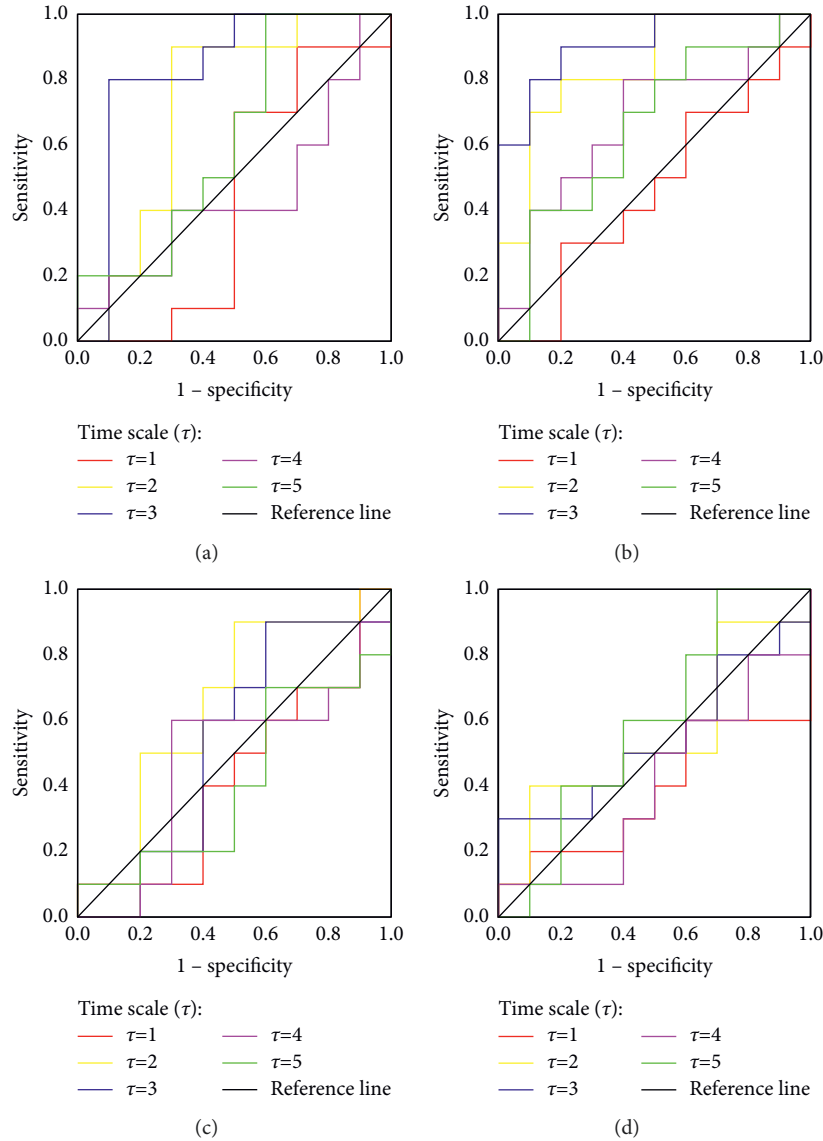 1.0
0.8
0.6
0.4
0.2
0.0
Sensitivity
0.0 0.2 0.4 0.6 0.8 1.0
1 – specificity
Time scale (τ):
τ=1 τ=4
τ=2 τ=5
τ=3 Reference line
(a)
1.0
0.8
0.6
0.4
0.2
0.0
Sensitivity
0.0 0.2 0.4 0.6 0.8 1.0
1 – specificity
Time scale (τ):
τ=1 τ=4
τ=2 τ=5
τ=3 Reference line
(b)
1.0
0.8
0.6
0.4
0.2
0.0
Sensitivity
0.0 0.2 0.4 0.6 0.8 1.0
1 – specificity
Time scale (τ):
τ=1 τ=4
τ=2 τ=5
τ=3 Reference line
(c)
1.0
0.8
0.6
0.4
0.2
0.0
Sensitivity
0.0 0.2 0.4 0.6 0.8 1.0
1 – specificity
Time scale (τ):
τ=1 τ=4
τ=2 τ=5
τ=3 Reference line
(d)